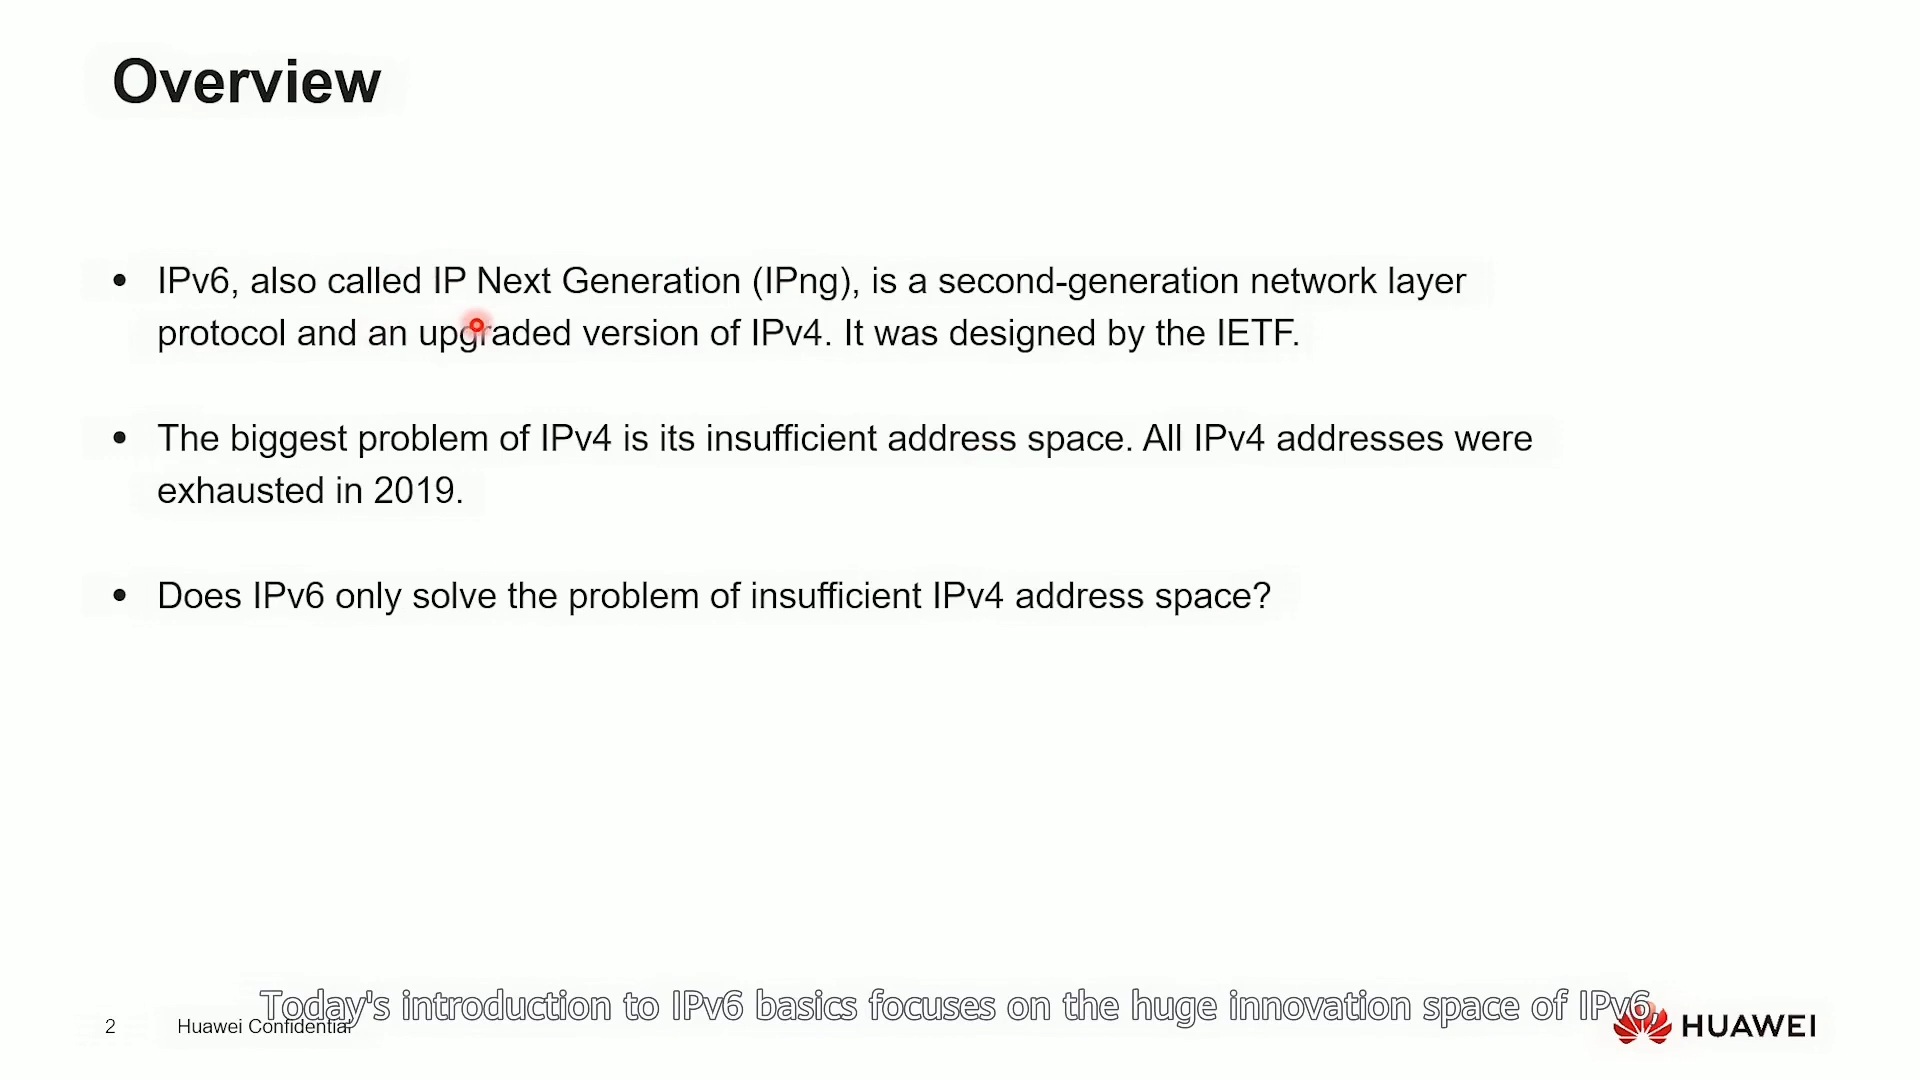 Overview
• IPv6, also called IP Next Generation (IPng), is a second-generation network layer
protocol and an upgraded version of IPv4. It was designed by the IETF.
• The biggest problem of IPv4 is its insufficient address space. All IPv4 addresses were
exhausted in 2019.
• Does IPv6 only solve the problem of insufficient IPv4 address space?
Today's introduction to IPv6 basics focuses on the huge innovation space of IPv6,
2 Huawei Confidential
HUAWEI